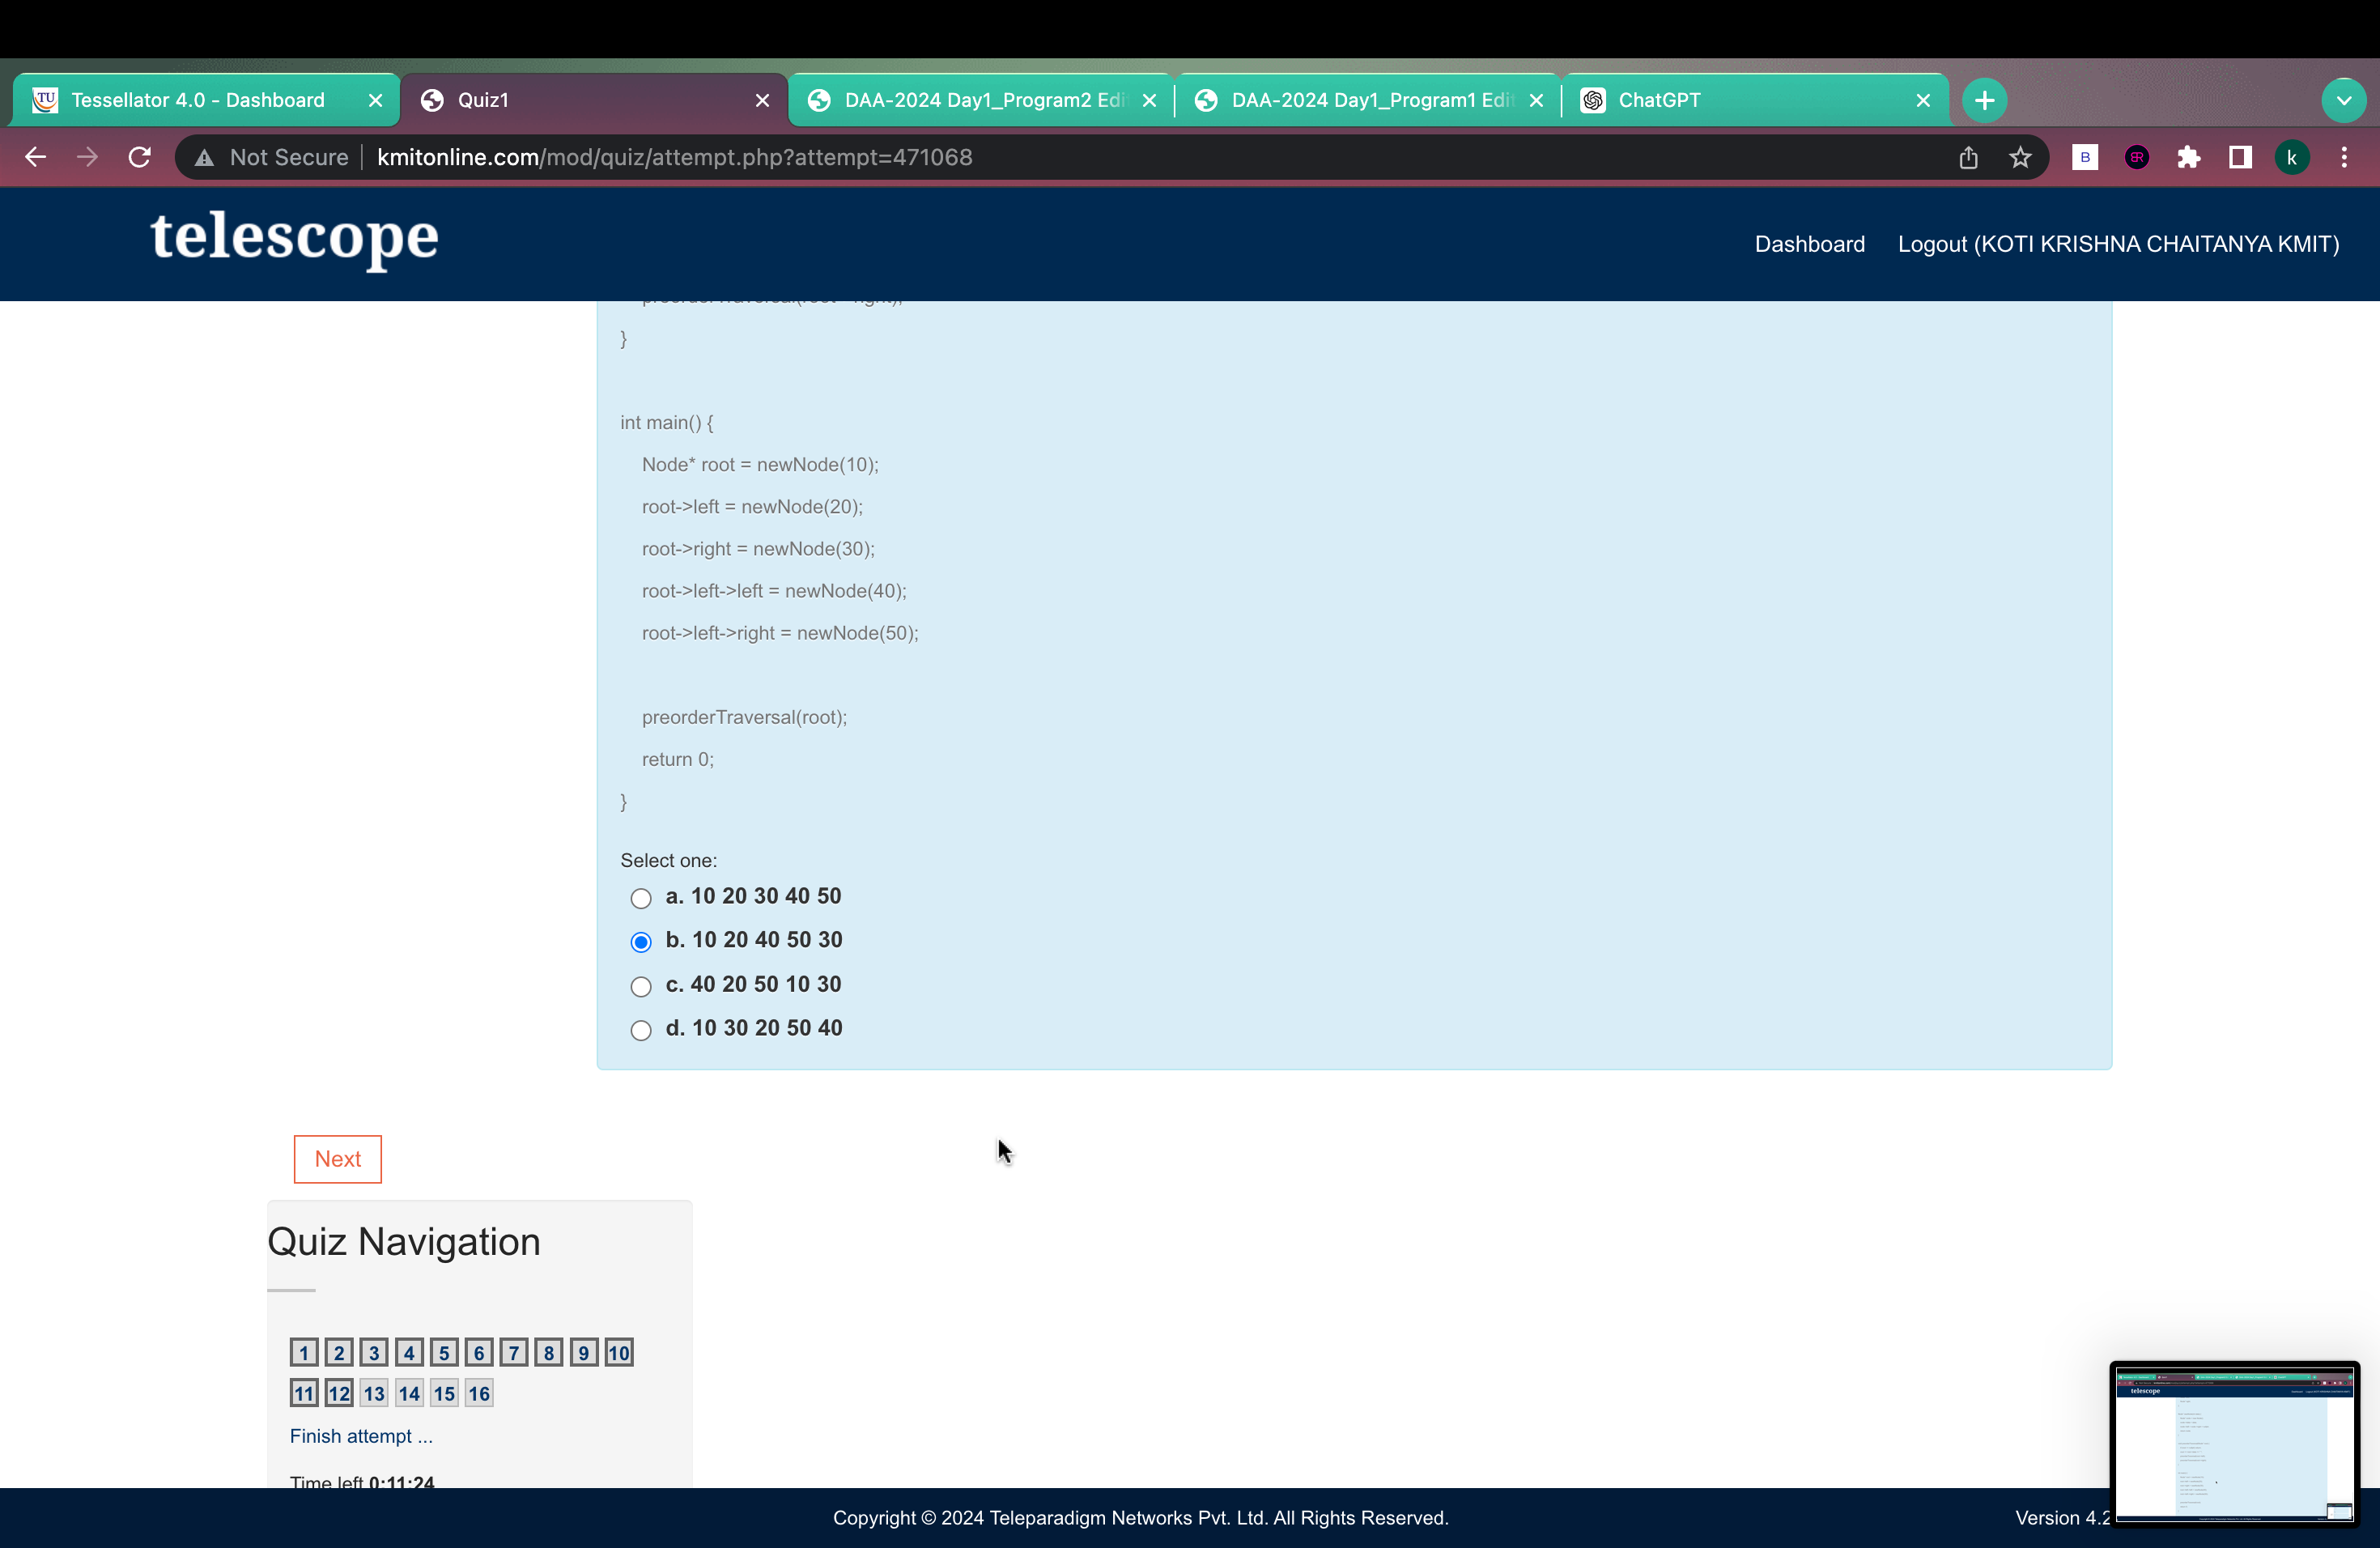 Tessellator 4.0 - Dashboard
Quiz1
DAA-2024 Day1_Program2 Edi
DAA-2024 Day1_Program1 Edit
ChatGPT
Not Secure
kmitonline.com/mod/quiz/attempt.php?attempt=471068
B
k
telescope
Dashboard
Logout (KOTI KRISHNA CHAITANYA KMIT)
}
int main() {
Node* root = newNode(10);
root->left = newNode(20);
root->right = newNode(30);
root->left->left = newNode(40);
root->left->right = newNode(50);
preorderTraversal(root);
return 0;
}
Select one:
a. 10 20 30 40 50
b. 10 20 40 50 30
c. 40 20 50 10 30
d. 10 30 20 50 40
Next
Quiz Navigation
1 2 3 4 5 6 7 8 9 10
11 12 13 14 15 16
Finish attempt ...
Time left 0:11:24
Copyright © 2024 Teleparadigm Networks Pvt. Ltd. All Rights Reserved.
Version 4.2
telescope